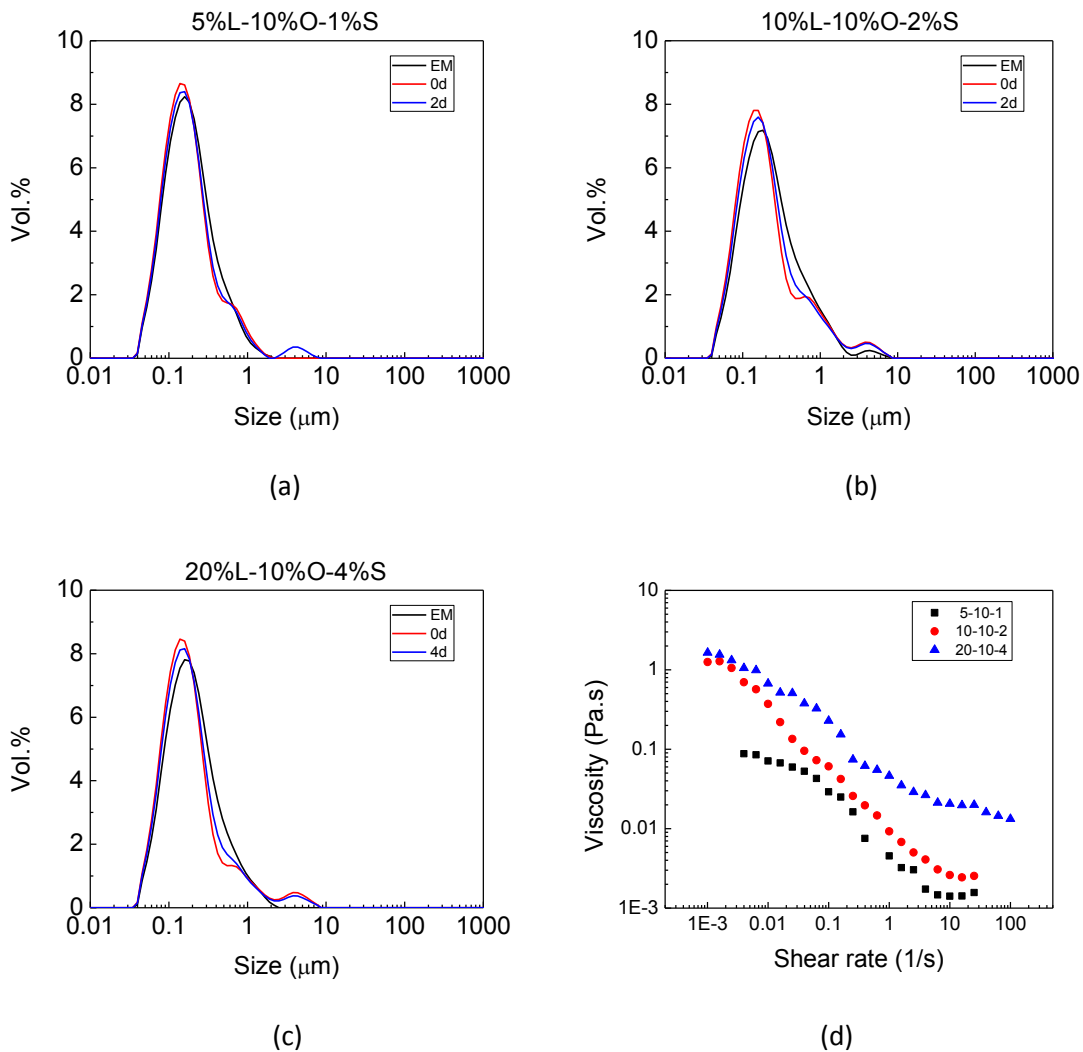 5%L-10%O-1%S
10
8
6
4
2
0
Vol.%
EM
0d
2d
0.01 0.1 1 10 100 1000
Size (μm)
(a)
10%L-10%O-2%S
10
8
6
4
2
0
Vol.%
EM
0d
2d
0.01 0.1 1 10 100 1000
Size (μm)
(b)
20%L-10%O-4%S
10
8
6
4
2
0
Vol.%
EM
0d
4d
0.01 0.1 1 10 100 1000
Size (μm)
(c)
10
1
0.1
0.01
1E-3
Viscosity (Pa.s)
5-10-1
10-10-2
20-10-4
1E-3 0.01 0.1 1 10 100
Shear rate (1/s)
(d)